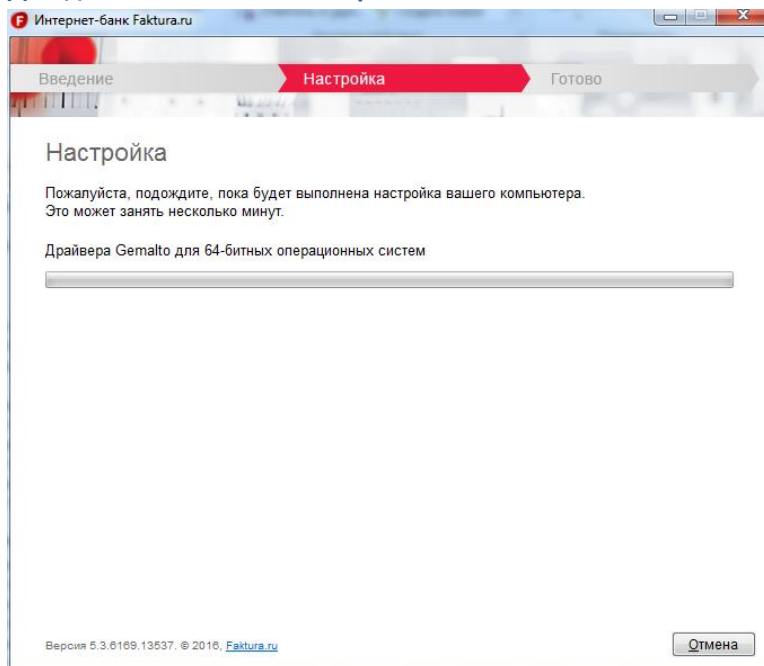 Интернет-банк Faktura.ru
Введение
Настройка
Готово
Настройка
Пожалуйста, подождите, пока будет выполнена настройка вашего компьютера.
Это может занять несколько минут.
Драйвера Gemalto для 64-битных операционных систем
Версия 5.3.6169.13537. © 2016, Faktura.ru
Отмена